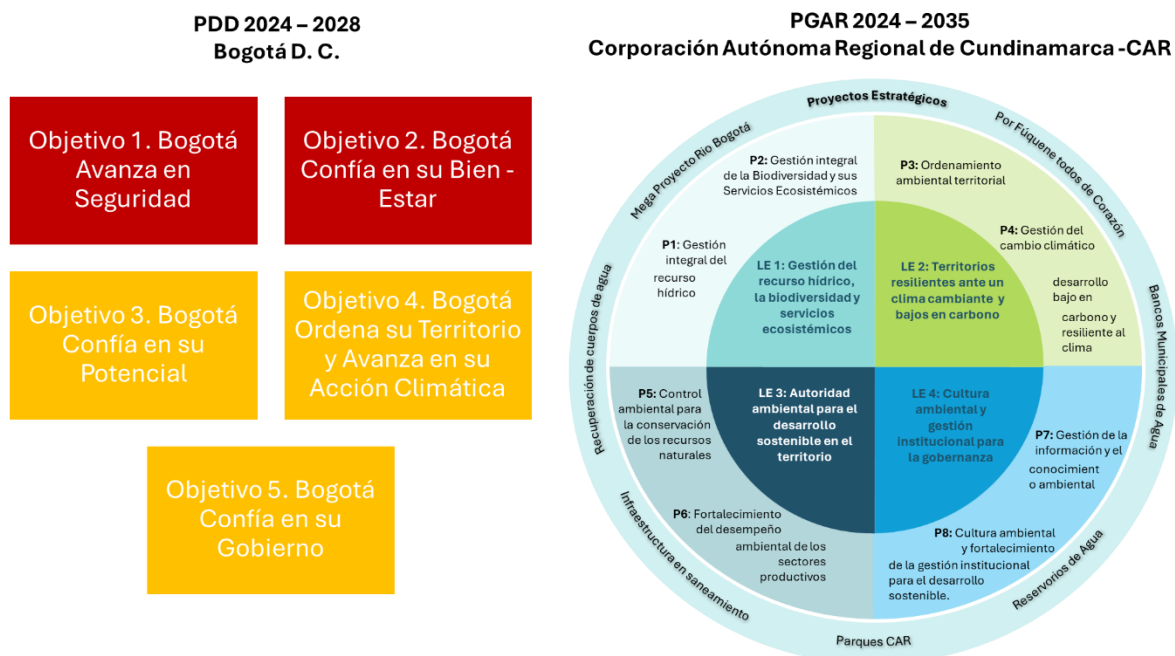 PDD 2024 – 2028
Bogotá D. C.
Objetivo 1. Bogotá
Avanza en
Seguridad
Objetivo 2. Bogotá
Confía en su Bien -
Estar
Objetivo 3. Bogotá
Confía en su
Potencial
Objetivo 4. Bogotá
Ordena su Territorio
y Avanza en su
Acción Climática
Objetivo 5. Bogotá
Confía en su
Gobierno
PGAR 2024 – 2035
Corporación Autónoma Regional de Cundinamarca -CAR
Proyectos Estratégicos
Mega Proyecto Rio Bogotá
Por Fúquene todos de Corazón
Recuperación de cuerpos de agua
Bancos Municipales de Agua
Infraestructura en saneamiento
Reservorios de Agua
Parques CAR
P2: Gestión integral
de la Biodiversidad y sus
Servicios Ecosistémicos
P1: Gestión
integral del
recurso
hídrico
P3: Ordenamiento
ambiental territorial
P4: Gestión del
cambio climático
desarrollo
bajo en
carbono y
resiliente al
clima
LE 1: Gestión del
recurso hídrico,
la biodiversidad y
servicios
ecosistémicos
LE 2: Territorios
resilientes ante un
clima cambiante y
bajos en carbono
LE 3: Autoridad
ambiental para el
desarrollo
sostenible en el
territorio
LE 4: Cultura
ambiental y
gestión
institucional para
la gobernanza
P5: Control
ambiental para
la conservación
de los recursos
naturales
P6: Fortalecimiento
del desempeño
ambiental de los
sectores
productivos
P7: Gestión de la
información y el
conocimient
o ambiental
P8: Cultura ambiental
y fortalecimiento
de la gestión institucional
para el desarrollo
sostenible.